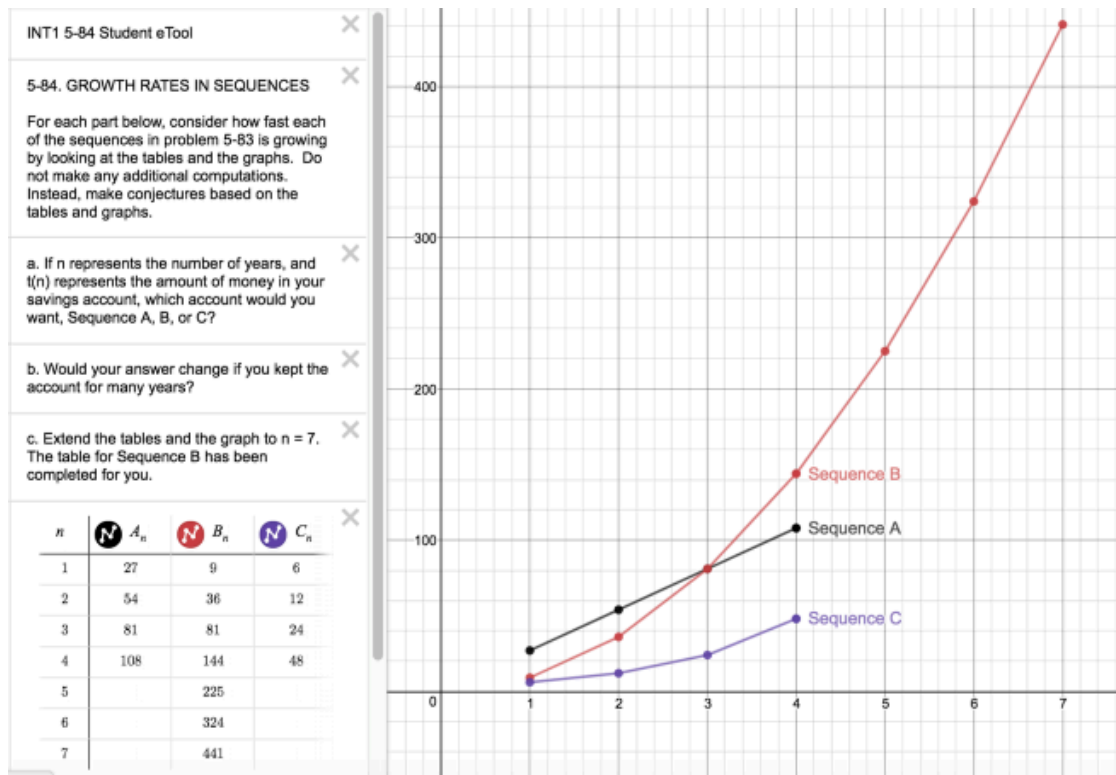 INT1 5-84 Student eTool
5-84. GROWTH RATES IN SEQUENCES
For each part below, consider how fast each
of the sequences in problem 5-83 is growing
by looking at the tables and the graphs. Do
not make any additional computations.
Instead, make conjectures based on the
tables and graphs.
a. If n represents the number of years, and
t(n) represents the amount of money in your
savings account, which account would you
want, Sequence A, B, or C?
b. Would your answer change if you kept the
account for many years?
c. Extend the tables and the graph to n = 7.
The table for Sequence B has been
completed for you.
n Aₙ Bₙ Cₙ
1 27 9 6
2 54 36 12
3 81 81 24
4 108 144 48
5 225
6 324
7 441
400
300
200
100
Sequence B
Sequence A
Sequence C
0 1 2 3 4 5 6 7